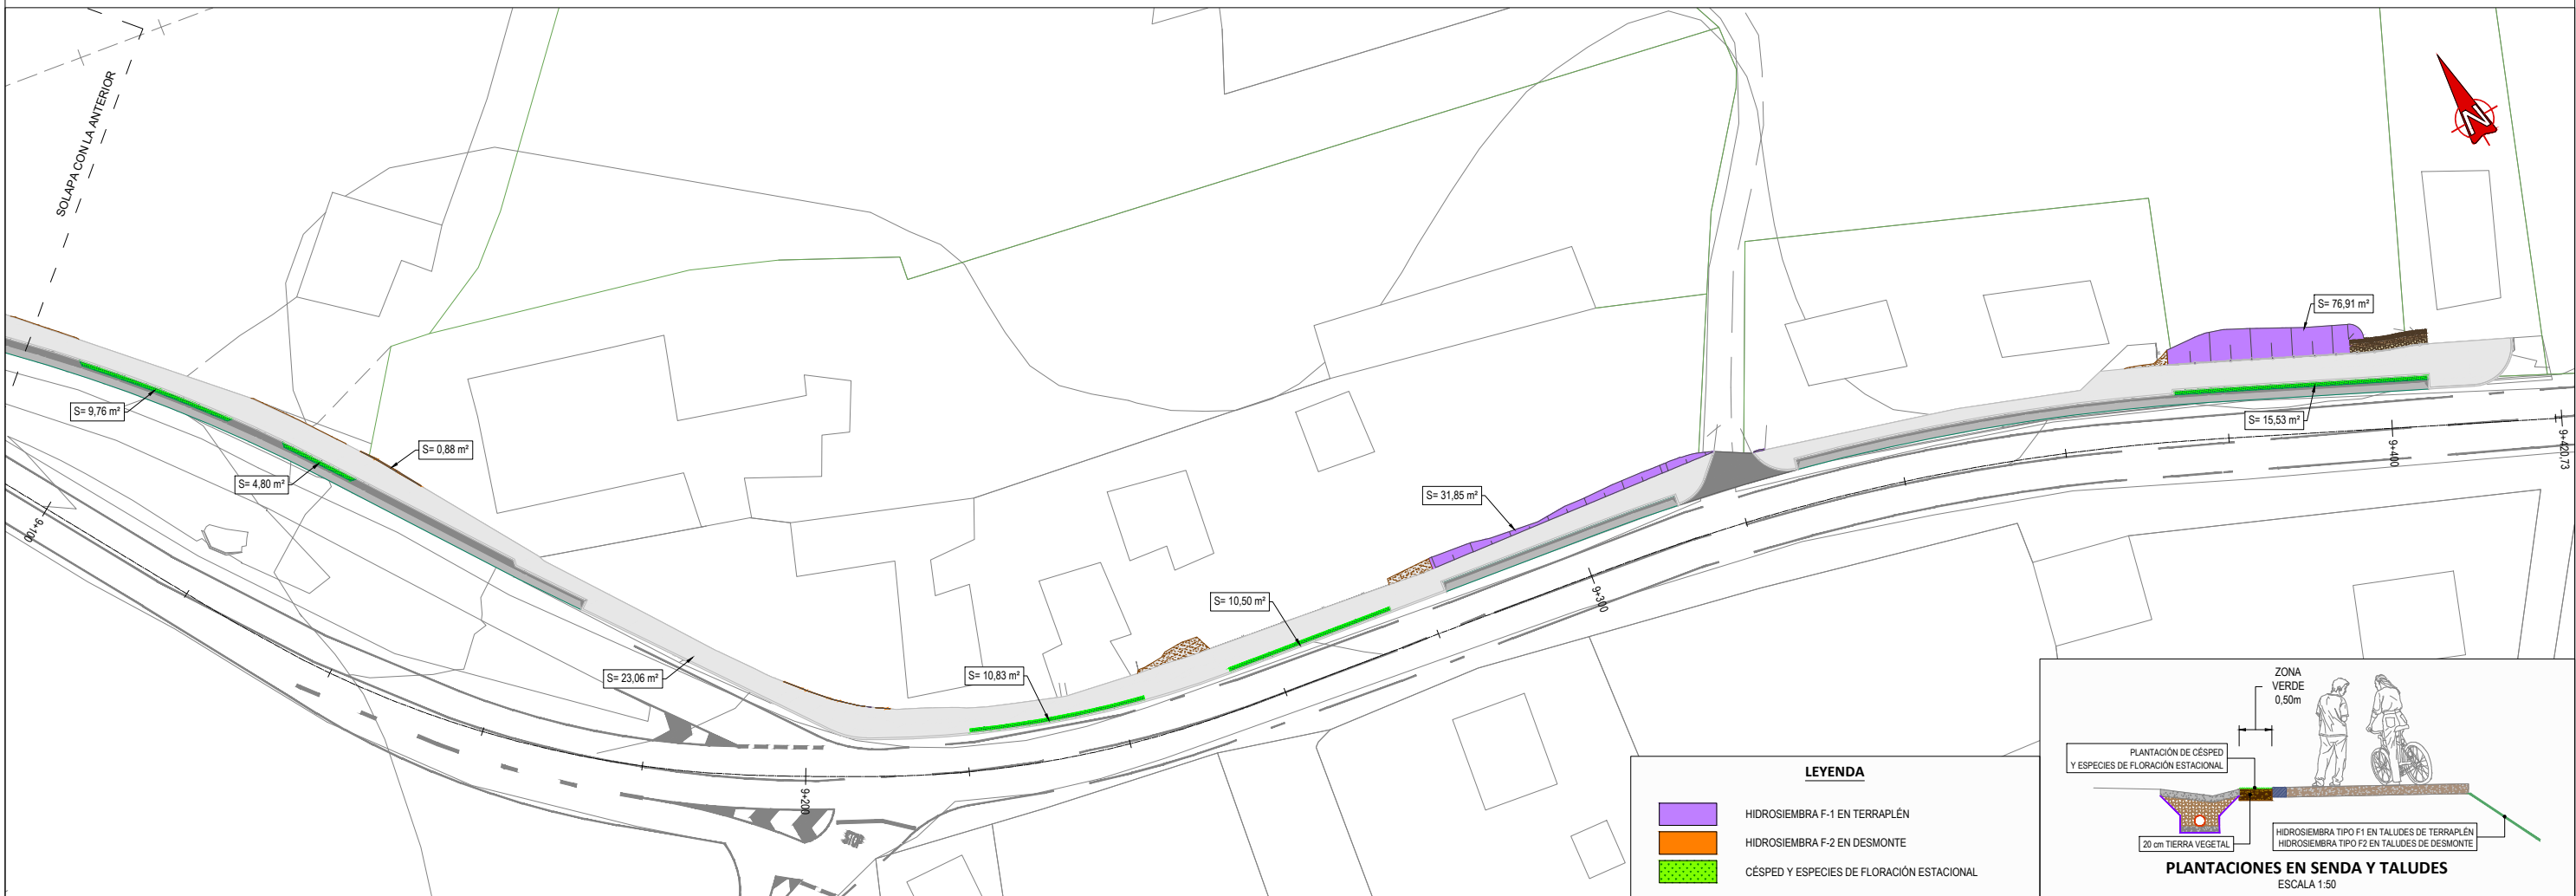 SOLAPA CON LA ANTERIOR
N
S= 76,91 m²
S= 9,76 m²
S= 0,88 m²
S= 4,80 m²
S= 15,53 m²
9+400
9+420,73
S= 31,85 m²
9+100
9+300
S= 10,50 m²
S= 23,06 m²
S= 10,83 m²
9+200
STOP
LEYENDA
HIDROSIEMBRA F-1 EN TERRAPLÉN
HIDROSIEMBRA F-2 EN DESMONTE
CÉSPED Y ESPECIES DE FLORACIÓN ESTACIONAL
ZONA
VERDE
0,50m
PLANTACIÓN DE CÉSPED
Y ESPECIES DE FLORACIÓN ESTACIONAL
20 cm TIERRA VEGETAL
HIDROSIEMBRA TIPO F1 EN TALUDES DE TERRAPLÉN
HIDROSIEMBRA TIPO F2 EN TALUDES DE DESMONTE
PLANTACIONES EN SENDA Y TALUDES
ESCALA 1:50